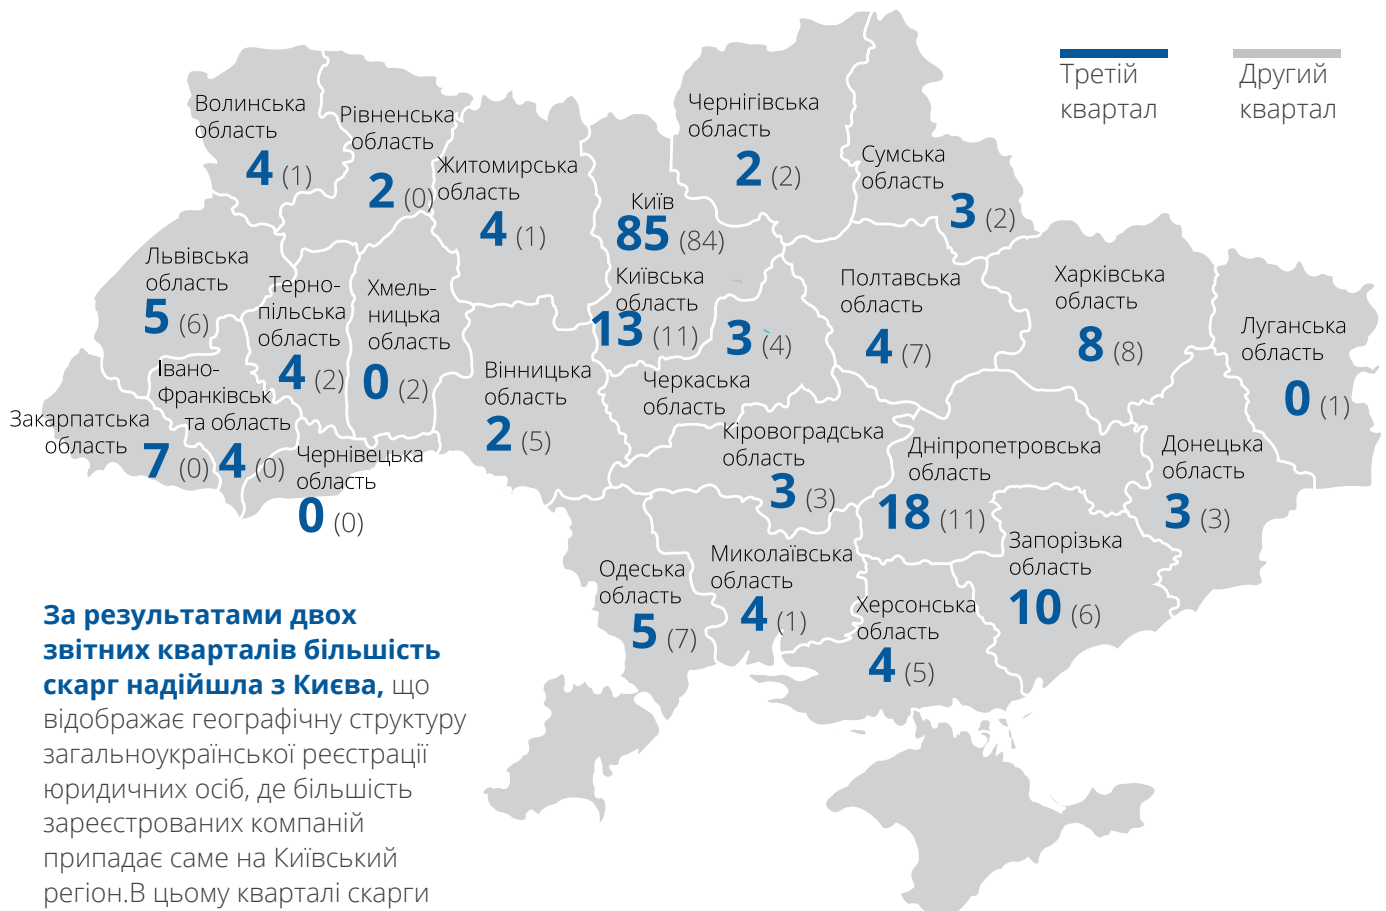 Третій
квартал
Другий
квартал
Волинська
область
4 (1)
Рівненська
область
2 (0)
Житомирська
область
4 (1)
Київ
85 (84)
Київська
область
13 (11)
Чернігівська
область
2 (2)
Сумська
область
3 (2)
Львівська
область
5 (6)
Терно-
пільська
область
4 (2)
Хмель-
ницька
область
0 (2)
Вінницька
область
2 (5)
3 (4)
Черкаська
область
Полтавська
область
4 (7)
Харківська
область
8 (8)
Луганська
область
0 (1)
Івано-
Франківськ
та область
4 (0)
Закарпатська
область
7 (0)
Чернівецька
область
0 (0)
Кіровоградська
область
3 (3)
Дніпропетровська
область
18 (11)
Донецька
область
3 (3)
Запорізька
область
10 (6)
Одеська
область
5 (7)
Миколаївська
область
4 (1)
Херсонська
область
4 (5)
За результатами двох
звітних кварталів більшість
скарг надійшла з Києва, що
відображає географічну структуру
загальноукраїнської реєстрації
юридичних осіб, де більшість
зареєстрованих компаній
припадає саме на Київський
регіон.В цьому кварталі скарги